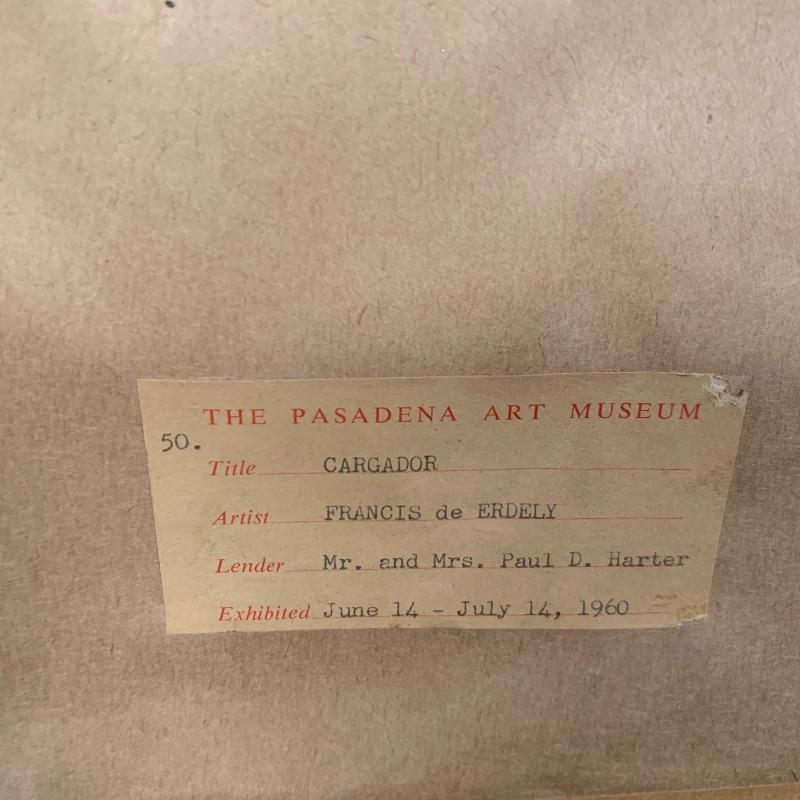 THE PASADENA ART MUSEUM
50.
Title CARGADOR
Artist FRANCIS de ERDELY
Lender Mr. and Mrs. Paul D. Harter
Exhibited June 14 - July 14, 1960